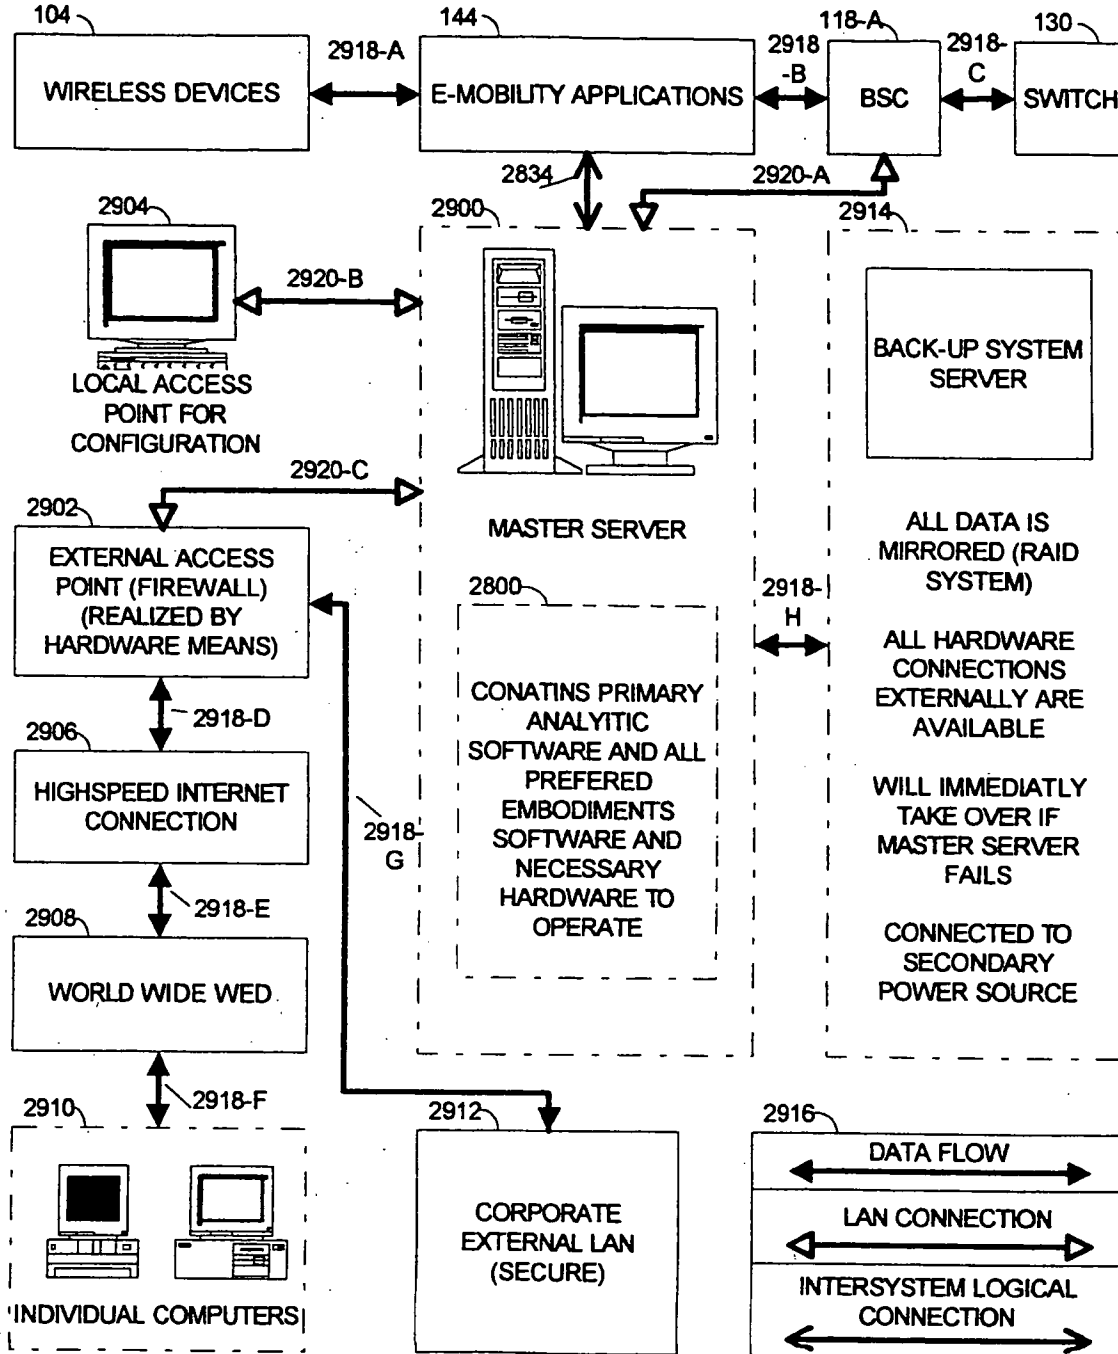 104
144
118-A
130
2918-A
2918
-B
2918-
C
WIRELESS DEVICES
E-MOBILITY APPLICATIONS
BSC
SWITCH
2834
2920-A
2904
2900
2914
2920-B
LOCAL ACCESS
POINT FOR
CONFIGURATION
BACK-UP SYSTEM
SERVER
2920-C
2902
EXTERNAL ACCESS
POINT (FIREWALL)
(REALIZED BY
HARDWARE MEANS)
MASTER SERVER
ALL DATA IS
MIRRORED (RAID
SYSTEM)
2800
2918-
H
ALL HARDWARE
CONNECTIONS
EXTERNALLY ARE
AVAILABLE
CONATINS PRIMARY
ANALYITIC
SOFTWARE AND ALL
PREFERED
EMBODIMENTS
SOFTWARE AND
NECESSARY
HARDWARE TO
OPERATE
2918-D
2906
HIGHSPEED INTERNET
CONNECTION
2918-
G
WILL IMMEDIATLY
TAKE OVER IF
MASTER SERVER
FAILS
2918-E
2908
WORLD WIDE WED
CONNECTED TO
SECONDARY
POWER SOURCE
2918-F
2910
INDIVIDUAL COMPUTERS
2912
CORPORATE
EXTERNAL LAN
(SECURE)
2916
DATA FLOW
LAN CONNECTION
INTERSYSTEM LOGICAL
CONNECTION